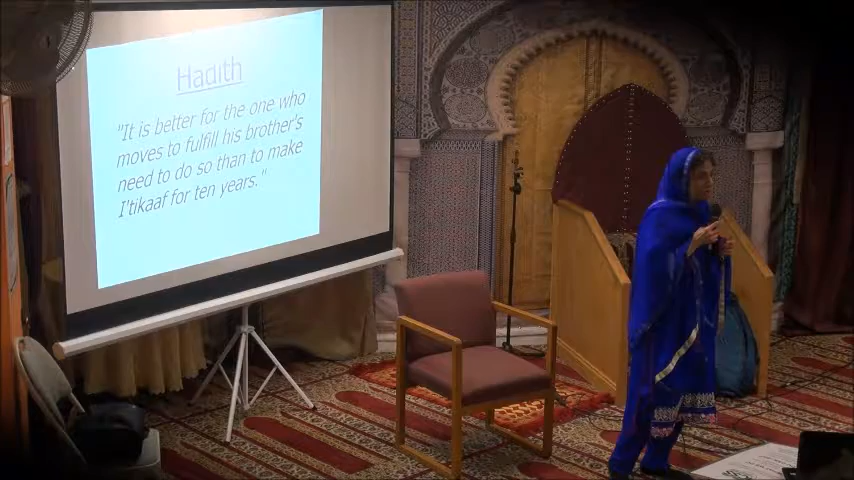 Hadith
"It is better for the one who
moves to fulfill his brother's
need to do so than to make
I'tikaaf for ten years."